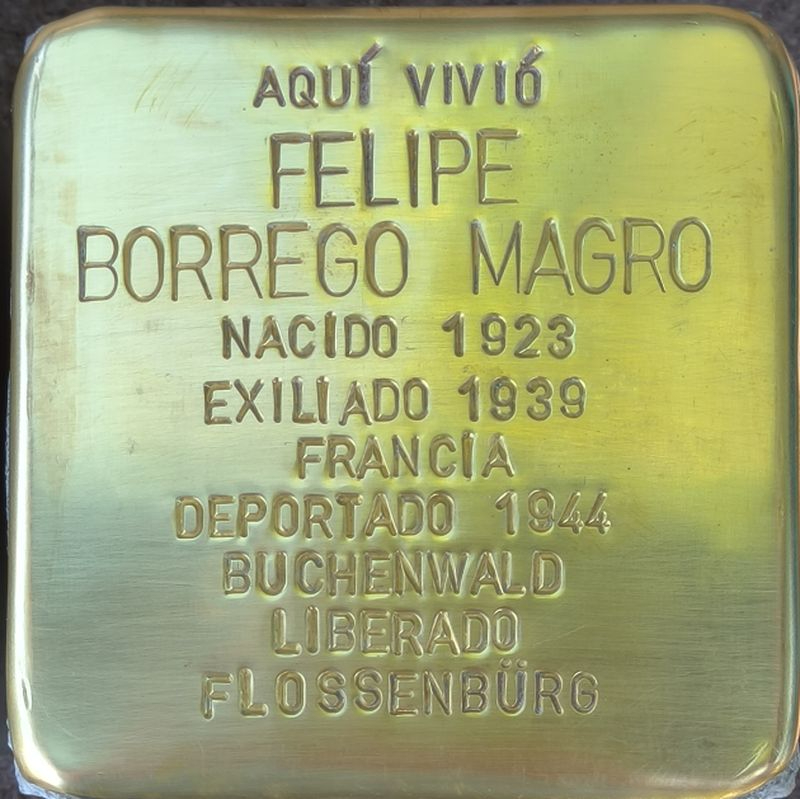 AQUÍ VIVIÓ
FELIPE
BORREGO MAGRO
NACIDO 1923
EXILIADO 1939
FRANCIA
DEPORTADO 1944
BUCHENWALD
LIBERADO
FLOSSENBÜRG